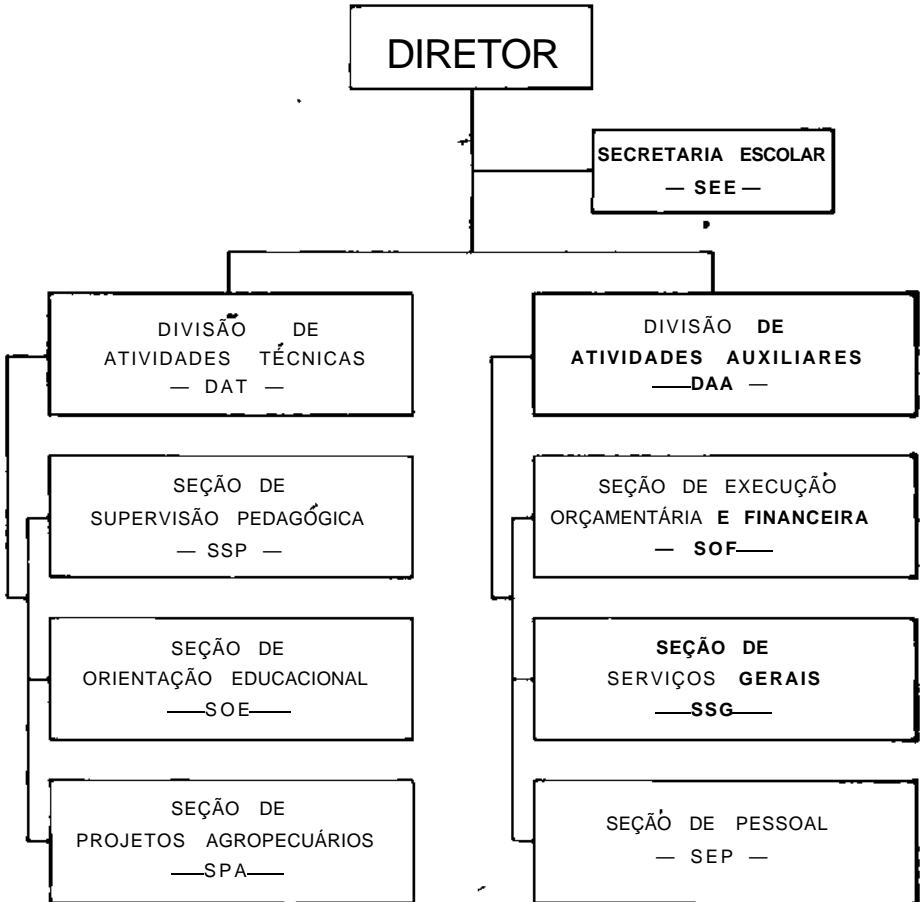 DIRETOR
SECRETARIA ESCOLAR
— SEE —
DIVISÃO DE
ATIVIDADES TÉCNICAS
— DAT —
SEÇÃO DE
SUPERVISÃO PEDAGÓGICA
— SSP —
SEÇÃO DE
ORIENTAÇÃO EDUCACIONAL
—SOE—
SEÇÃO DE
PROJETOS AGROPECUÁRIOS
—SPA—
DIVISÃO DE
ATIVIDADES AUXILIARES
—DAA —
SEÇÃO DE EXECUÇÃO
ORÇAMENTÁRIA E FINANCEIRA
— SOF—
SEÇÃO DE
SERVIÇOS GERAIS
—SSG—
SEÇÃO DE PESSOAL
— SEP —